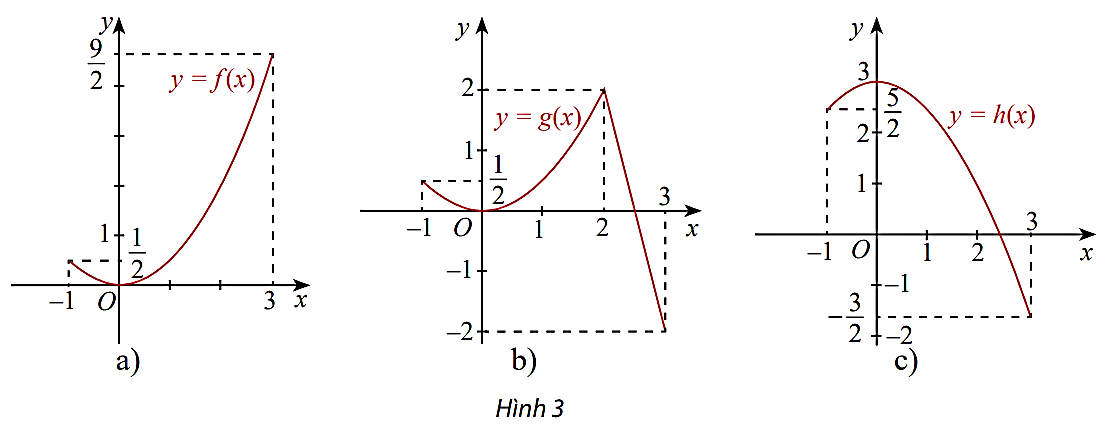 y
9
2
y = f(x)
1
1
2
–1
O
3
x
a)
y
2
y = g(x)
1
1
2
3
–1
O
1
2
x
–1
–2
b)
y
3
5
2
y = h(x)
2
1
3
–1
O
1
2
x
–1
–3
2
–2
c)
Hình 3